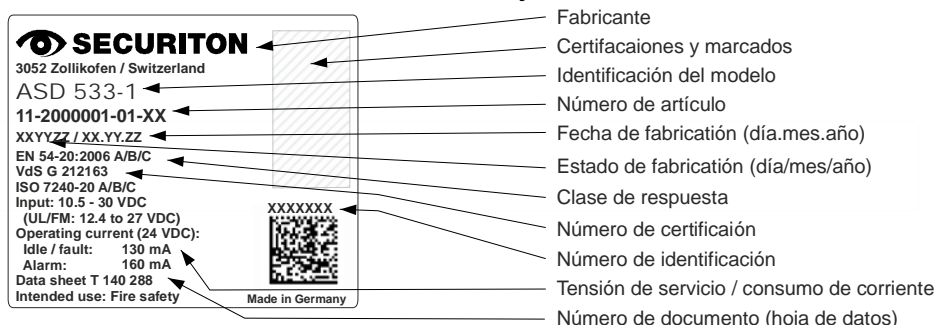 SECURITON
3052 Zollikofen / Switzerland
ASD 533-1
11-2000001-01-XX
XXYYZZ / XX.YY.ZZ
EN 54-20:2006 A/B/C
VdS G 212163
ISO 7240-20 A/B/C
Input: 10.5 - 30 VDC
(UL/FM: 12.4 to 27 VDC)
Operating current (24 VDC):
Idle / fault: 130 mA
Alarm: 160 mA
Data sheet T 140 288
Intended use: Fire safety
XXXXXXX
Made in Germany
Fabricante
Certifacaiones y marcados
Identificación del modelo
Número de artículo
Fecha de fabricatión (día.mes.año)
Estado de fabricatión (día/mes/año)
Clase de respuesta
Número de certificaión
Número de identificación
Tensión de servicio / consumo de corriente
Número de documento (hoja de datos)